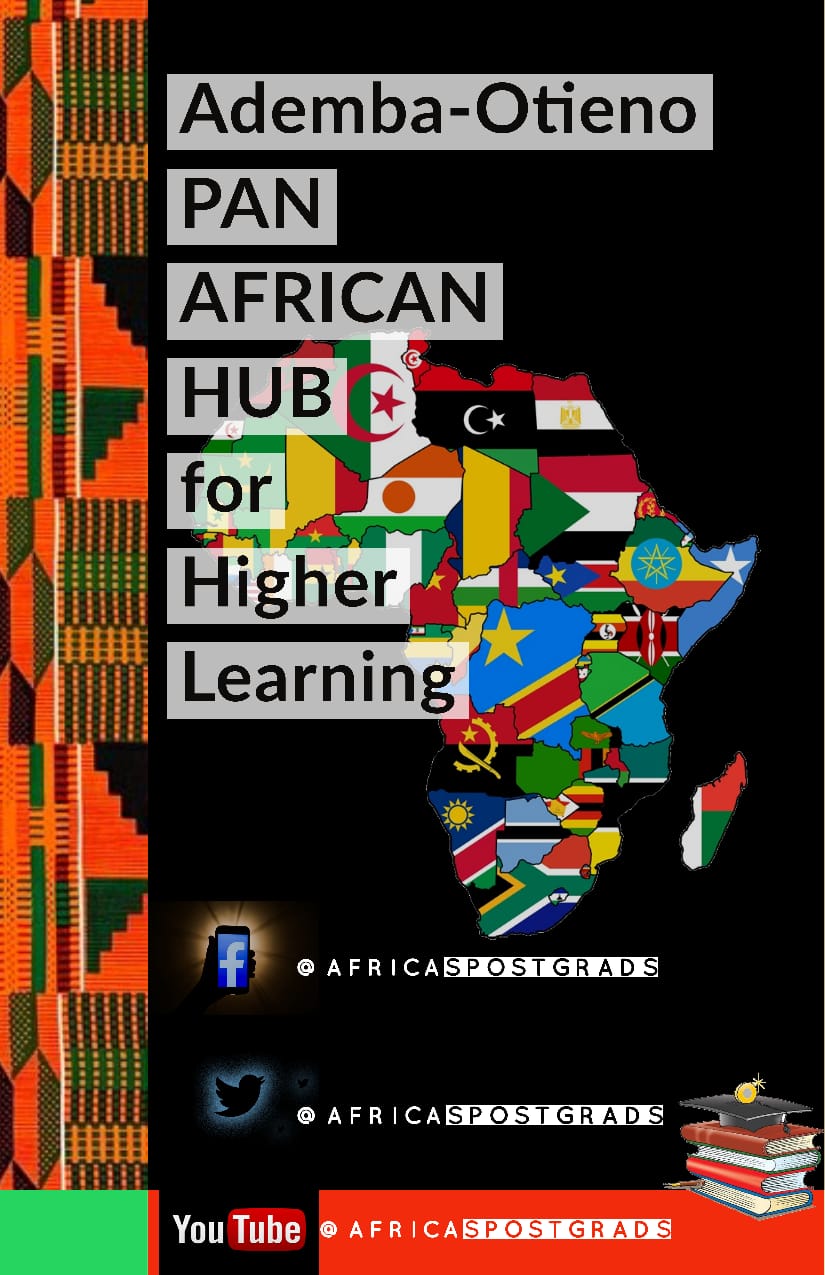 Ademba-Otieno
PAN
AFRICAN
HUB
for
Higher
Learning
f
@AFRICASPOSTGRADS
@AFRICASPOSTGRADS
YouTube @AFRICASPOSTGRADS